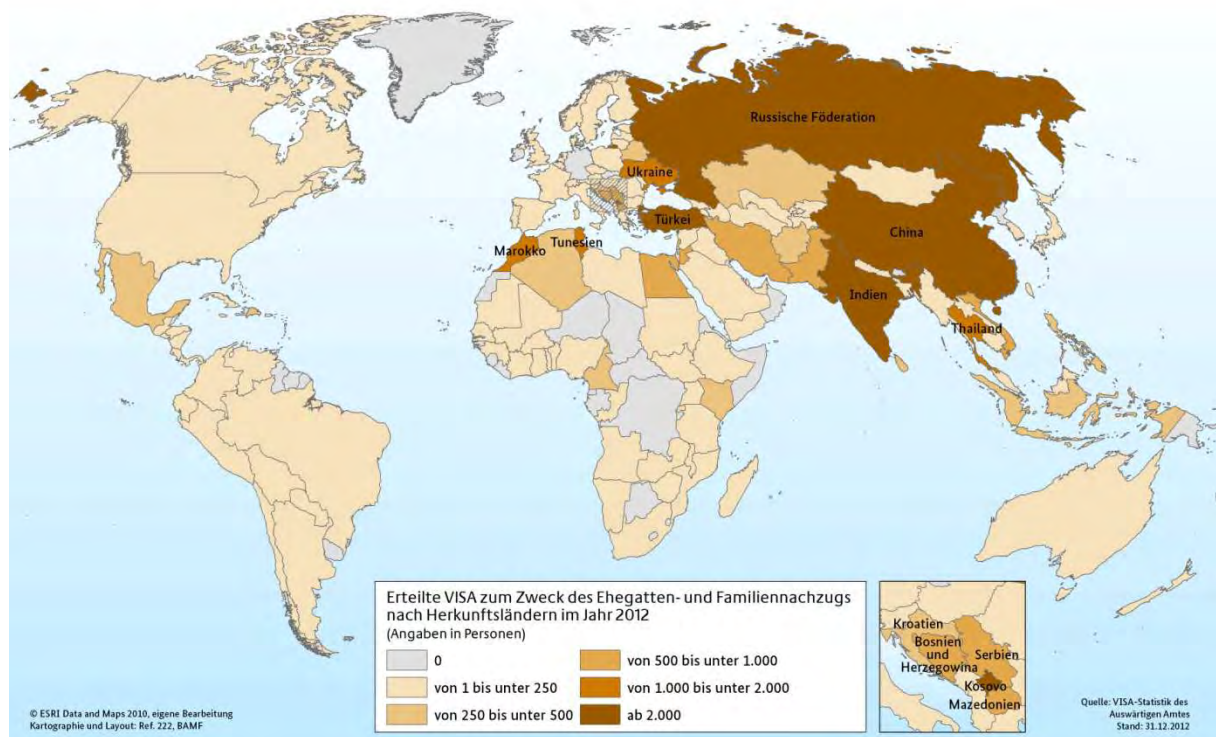 Russische Föderation
Ukraine
Türkei
China
Tunesien
Marokko
Indien
Thailand
Erteilte VISA zum Zweck des Ehegatten- und Familiennachzugs
nach Herkunftsländern im Jahr 2012
(Angaben in Personen)
0
von 1 bis unter 250
von 250 bis unter 500
von 500 bis unter 1.000
von 1.000 bis unter 2.000
ab 2.000
Kroatien
Bosnien
und
Herzegowina
Serbien
Kosovo
Mazedonien
© ESRI Data and Maps 2010, eigene Bearbeitung
Kartographie und Layout: Ref. 222, BAMF
Quelle: VISA-Statistik des
Auswärtigen Amtes
Stand: 31.12.2012